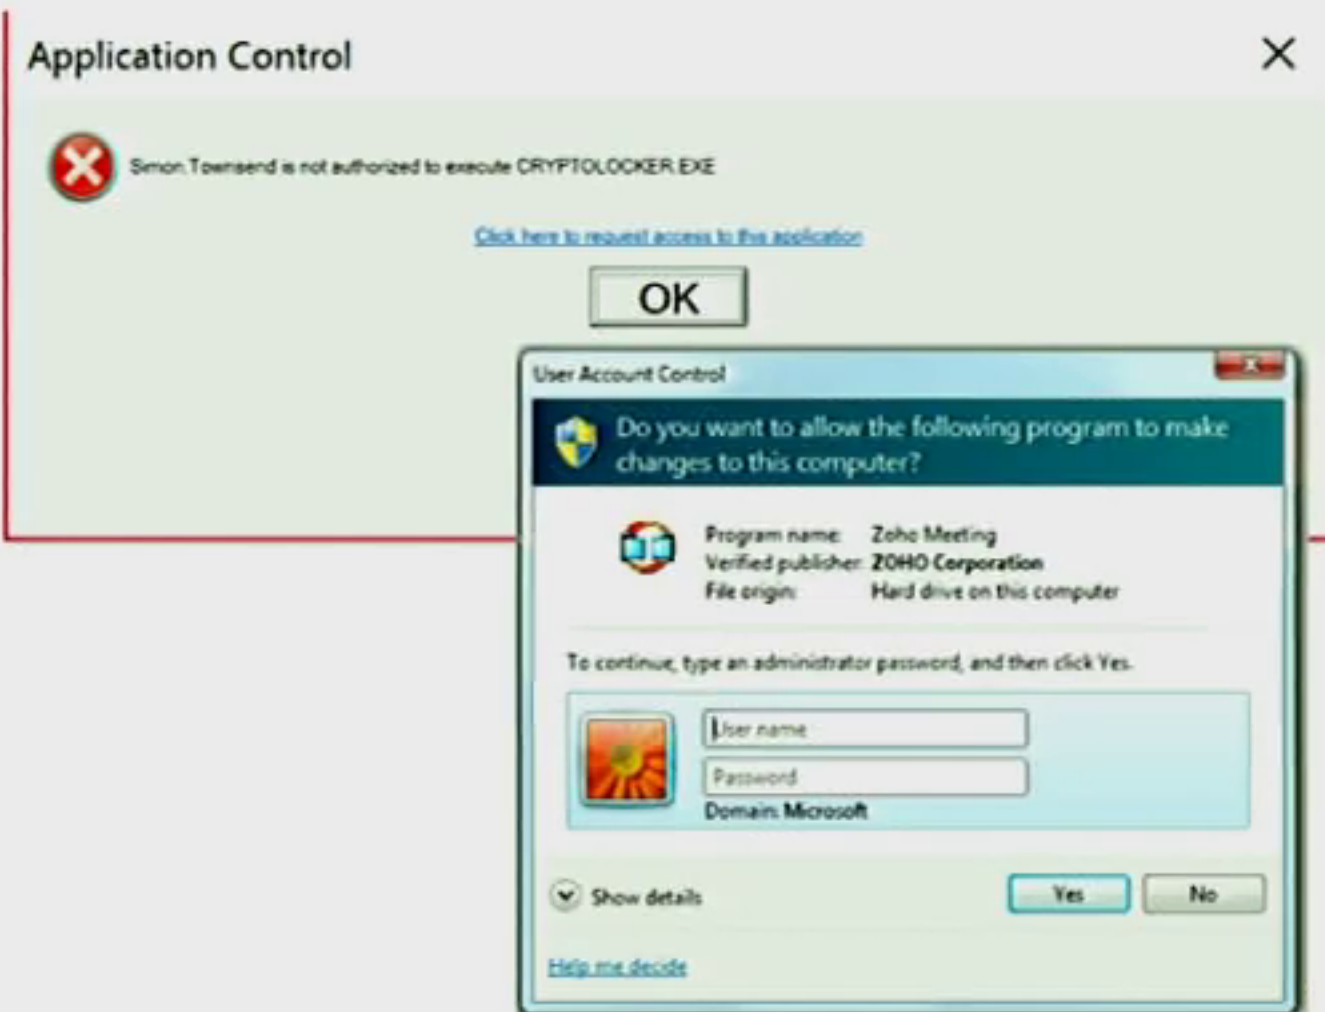 Application Control
Simon.Townsend is not authorized to execute CRYPTOLOCKER.EXE
Click here to request access to this application
OK
User Account Control
Do you want to allow the following program to make
changes to this computer?
Program name: Zoho Meeting
Verified publisher: ZOHO Corporation
File origin: Hard drive on this computer
To continue, type an administrator password, and then click Yes.
User name
Password
Domain: Microsoft
Show details
Yes
No
Help me decide